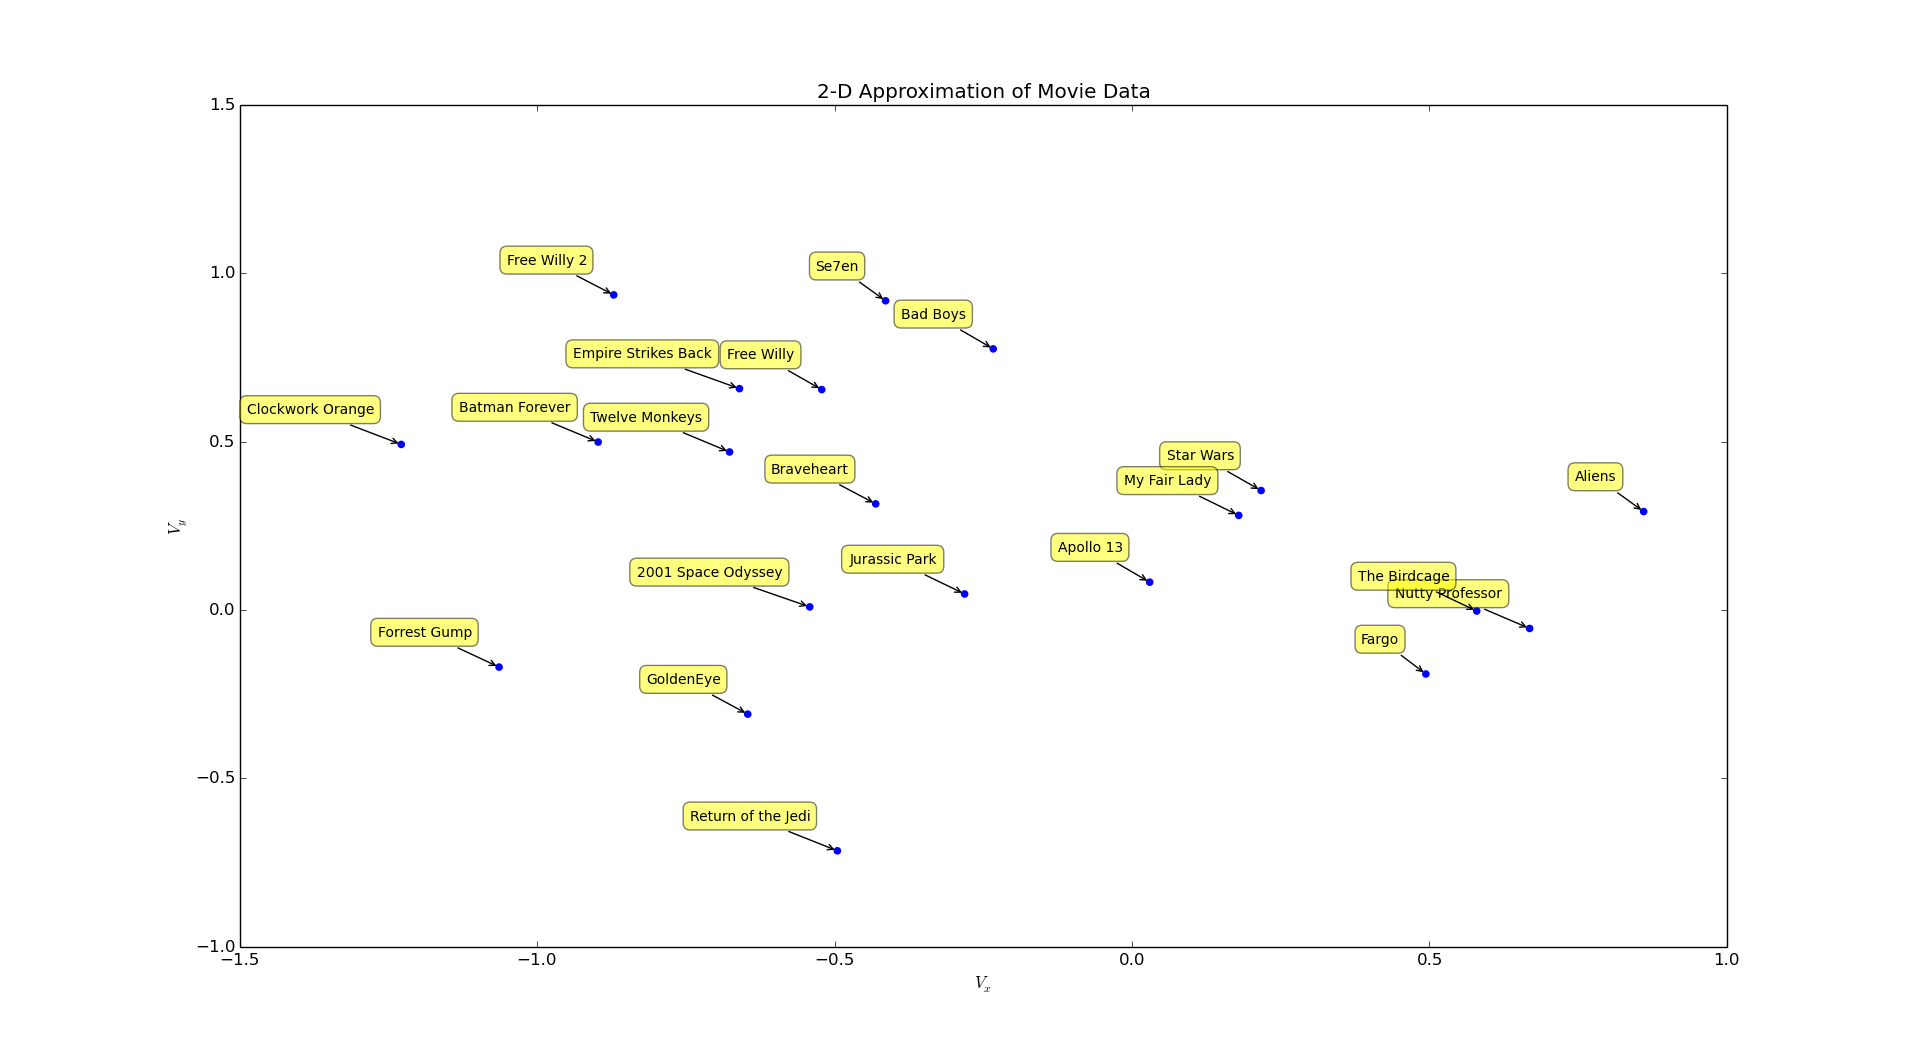 2-D Approximation of Movie Data
1.5
1.0
0.5
0.0
−0.5
−1.0
V_y
Free Willy 2
Se7en
Bad Boys
Empire Strikes Back
Free Willy
Clockwork Orange
Batman Forever
Twelve Monkeys
Star Wars
Braveheart
Aliens
My Fair Lady
Apollo 13
Jurassic Park
2001 Space Odyssey
The Birdcage
Nutty Professor
Forrest Gump
Fargo
GoldenEye
Return of the Jedi
−1.5 −1.0 −0.5 0.0 0.5 1.0
V_x